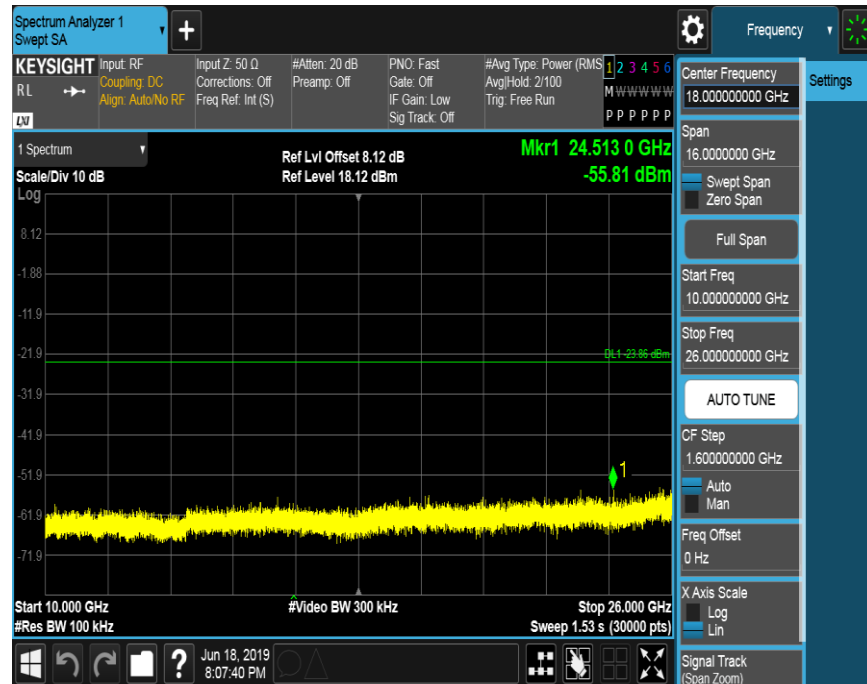 Spectrum Analyzer 1
Swept SA
+
Frequency
KEYSIGHT
RL
LXI
Input: RF
Coupling: DC
Align: Auto/No RF
Input Z: 50 Ω
Corrections: Off
Freq Ref: Int (S)
#Atten: 20 dB
Preamp: Off
PNO: Fast
Gate: Off
IF Gain: Low
Sig Track: Off
#Avg Type: Power (RMS
Avg|Hold: 2/100
Trig: Free Run
1 2 3 4 5 6
M W W W W W
P P P P P P
1 Spectrum
Scale/Div 10 dB
Ref Lvl Offset 8.12 dB
Ref Level 18.12 dBm
Mkr1 24.513 0 GHz
-55.81 dBm
Log
8.12
-1.88
-11.9
-21.9
-31.9
-41.9
-51.9
-61.9
-71.9
DL1 -23.86 dBm
1
Start 10.000 GHz
#Res BW 100 kHz
#Video BW 300 kHz
Stop 26.000 GHz
Sweep 1.53 s (30000 pts)
Center Frequency
18.000000000 GHz
Settings
Span
16.0000000 GHz
Swept Span
Zero Span
Full Span
Start Freq
10.000000000 GHz
Stop Freq
26.000000000 GHz
AUTO TUNE
CF Step
1.600000000 GHz
Auto
Man
Freq Offset
0 Hz
X Axis Scale
Log
Lin
Signal Track
(Span Zoom)
?
Jun 18, 2019
8:07:40 PM